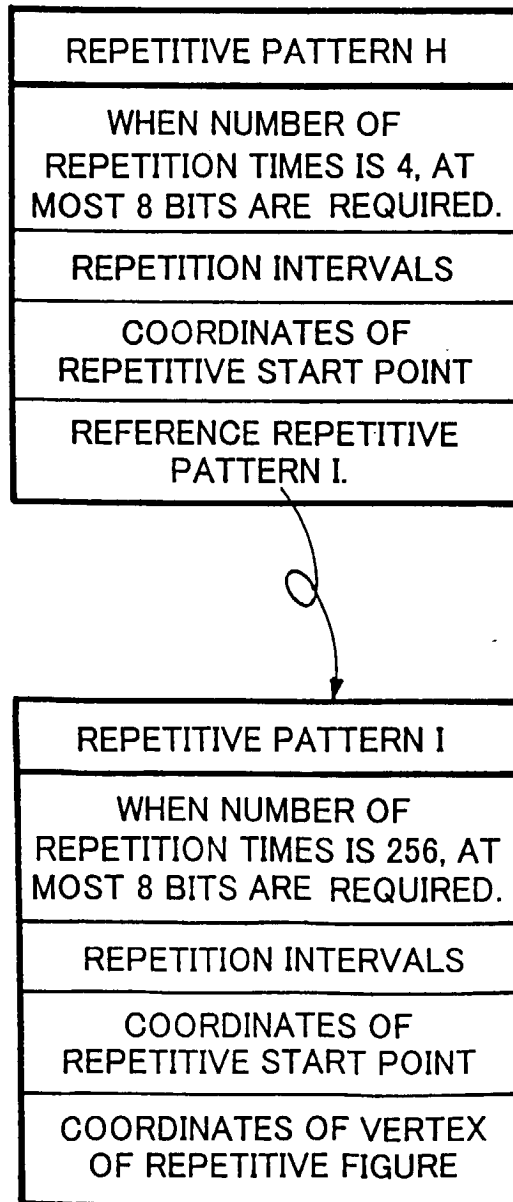 REPETITIVE PATTERN H
WHEN NUMBER OF
REPETITION TIMES IS 4, AT
MOST 8 BITS ARE REQUIRED.
REPETITION INTERVALS
COORDINATES OF
REPETITIVE START POINT
REFERENCE REPETITIVE
PATTERN I.
REPETITIVE PATTERN I
WHEN NUMBER OF
REPETITION TIMES IS 256, AT
MOST 8 BITS ARE REQUIRED.
REPETITION INTERVALS
COORDINATES OF
REPETITIVE START POINT
COORDINATES OF VERTEX
OF REPETITIVE FIGURE